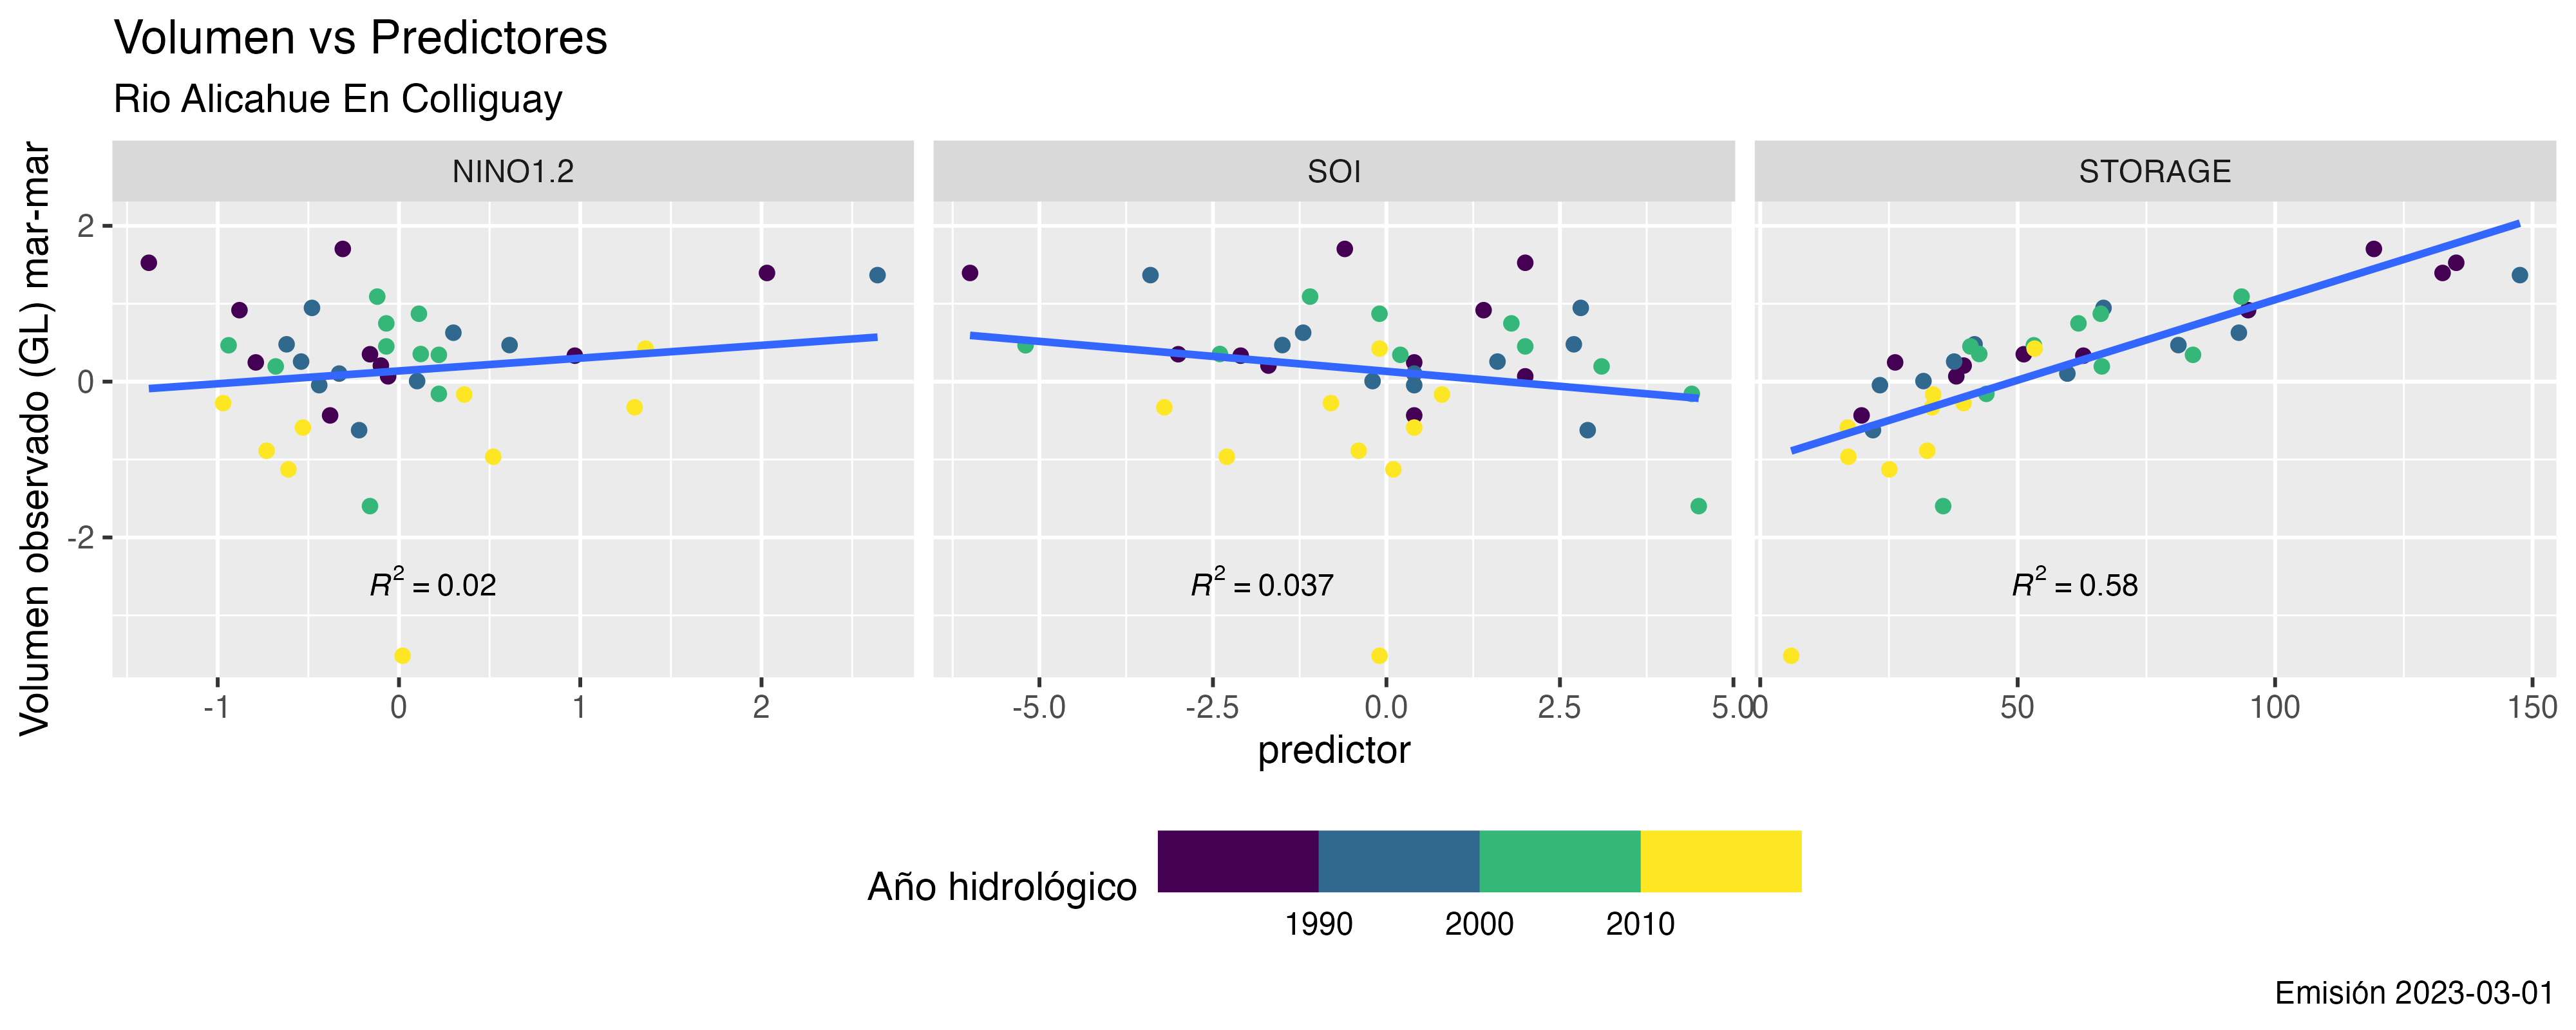 Volumen vs Predictores
Rio Alicahue En Colliguay
NINO1.2 SOI STORAGE
Volumen observado (GL) mar-mar
2
0
-2
R² = 0.02 R² = 0.037 R² = 0.58
-1 0 1 2 -5.0 -2.5 0.0 2.5 5.0 0 50 100 150
predictor
Año hidrológico
1990 2000 2010
Emisión 2023-03-01